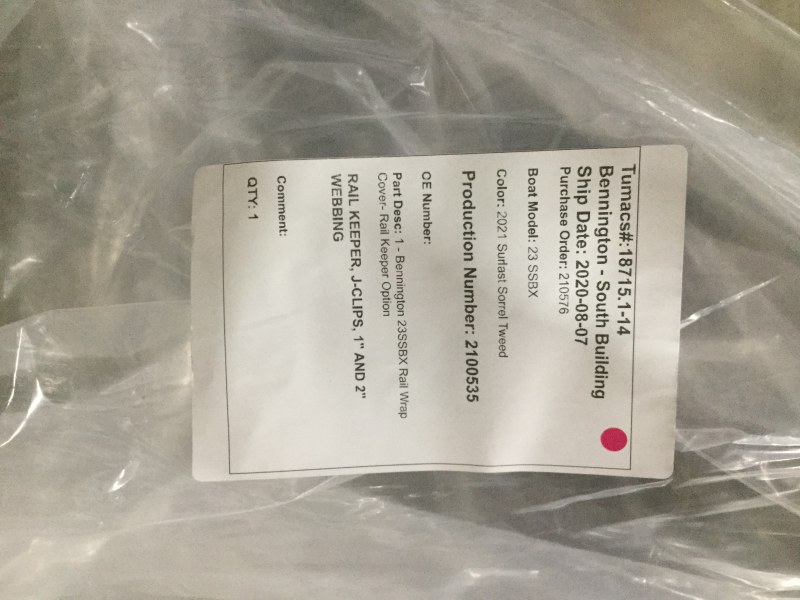 Tumacs#:18715.1-14
Bennington - South Building
Ship Date: 2020-08-07
Purchase Order: 210576
Boat Model: 23 SSBX
Color: 2021 Surlast Sorrel Tweed
Production Number: 2100535
OE Number:
Part Desc: 1 - Bennington 23SSBX Rail Wrap
Cover- Rail Keeper Option
RAIL KEEPER, J-CLIPS, 1" AND 2"
WEBBING
Comment:
QTY: 1